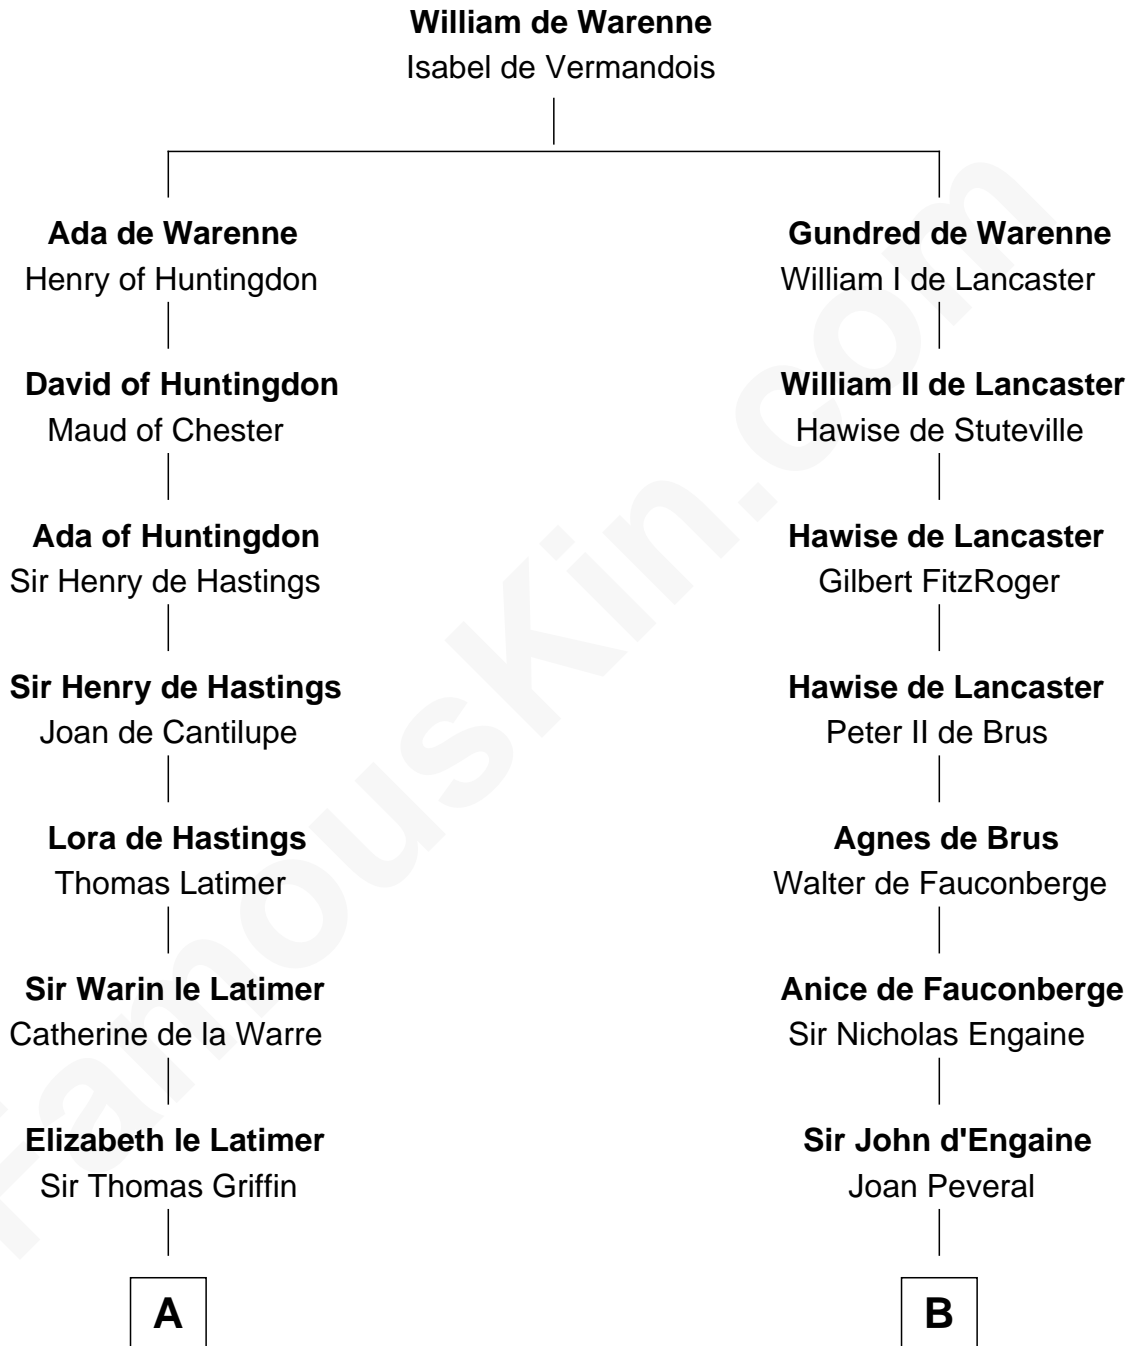 William de Warenne
Isabel de Vermandois
Ada de Warenne
Henry of Huntingdon
David of Huntingdon
Maud of Chester
Ada of Huntingdon
Sir Henry de Hastings
Sir Henry de Hastings
Joan de Cantilupe
Lora de Hastings
Thomas Latimer
Sir Warin le Latimer
Catherine de la Warre
Elizabeth le Latimer
Sir Thomas Griffin
A
Gundred de Warenne
William I de Lancaster
William II de Lancaster
Hawise de Stuteville
Hawise de Lancaster
Gilbert FitzRoger
Hawise de Lancaster
Peter II de Brus
Agnes de Brus
Walter de Fauconberge
Anice de Fauconberge
Sir Nicholas Engaine
Sir John d'Engaine
Joan Peveral
B
FamousKin.com